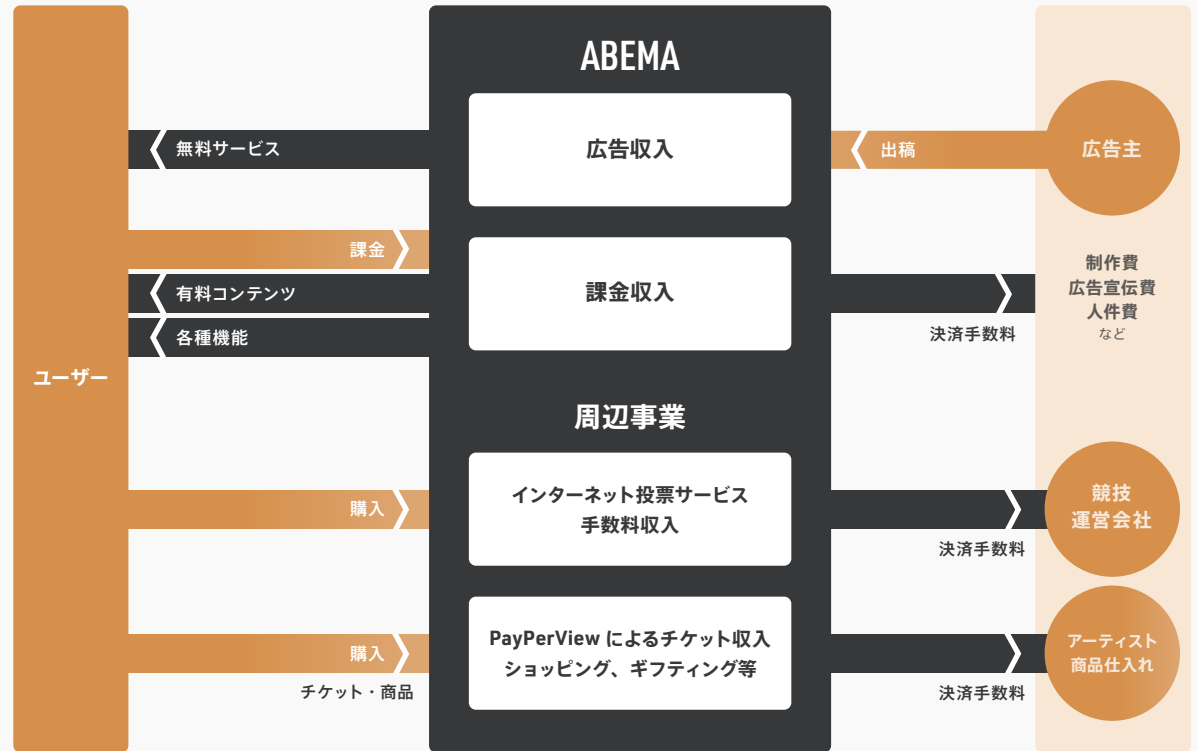 ABEMA
無料サービス
広告収入
出稿
広告主
課金
有料コンテンツ
各種機能
課金収入
決済手数料
制作費
広告宣伝費
人件費
など
ユーザー
周辺事業
購入
インターネット投票サービス
手数料収入
決済手数料
競技
運営会社
購入
チケット・商品
PayPerView によるチケット収入
ショッピング、ギフティング等
決済手数料
アーティスト
商品仕入れ